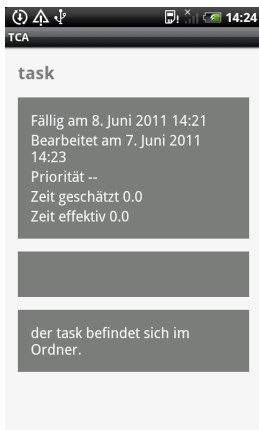 14:24
TCA
task
Fällig am 8. Juni 2011 14:21
Bearbeitet am 7. Juni 2011
14:23
Priorität --
Zeit geschätzt 0.0
Zeit effektiv 0.0
der task befindet sich im
Ordner.